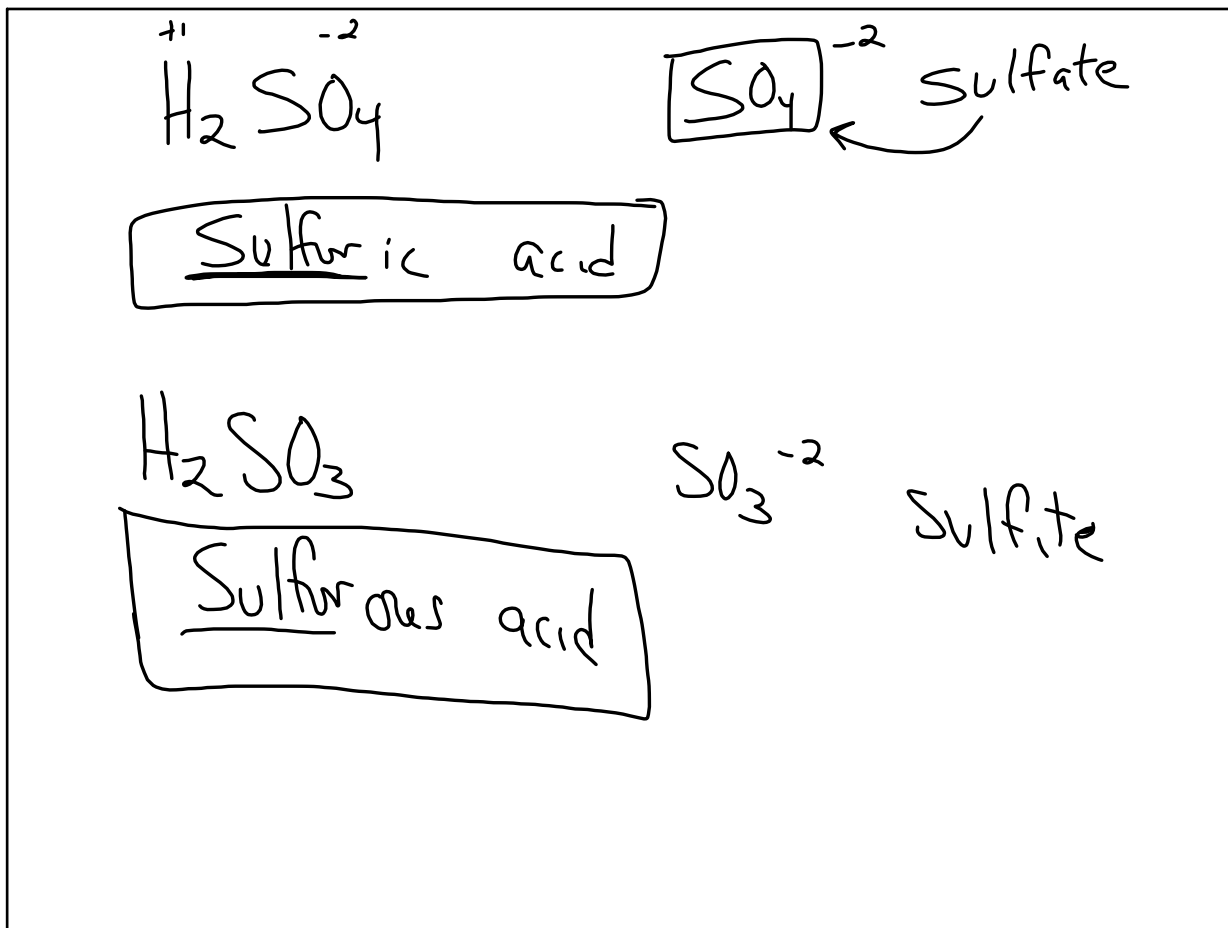 +1 -2
H₂SO₄ SO₄⁻² Sulfate
Sulfuric acid
H₂SO₃ SO₃⁻² Sulfite
Sulfurous acid